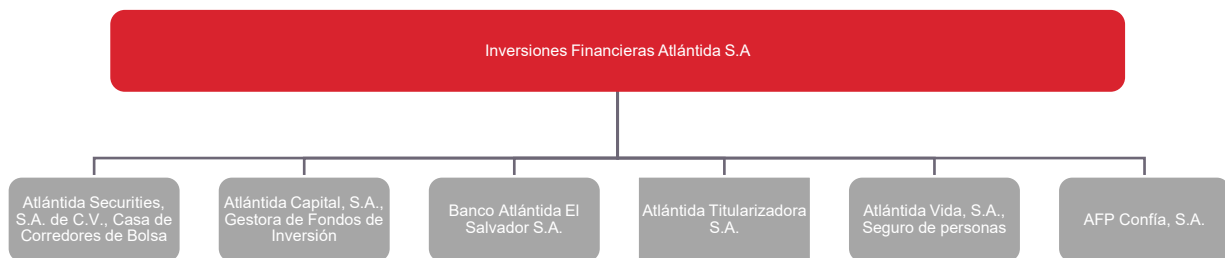 Inversiones Financieras Atlántida S.A
Atlántida Securities,
S.A. de C.V., Casa de
Corredores de Bolsa
Atlántida Capital, S.A.,
Gestora de Fondos de
Inversión
Banco Atlántida El
Salvador S.A.
Atlántida Titularizadora
S.A.
Atlántida Vida, S.A.,
Seguro de personas
AFP Confía, S.A.